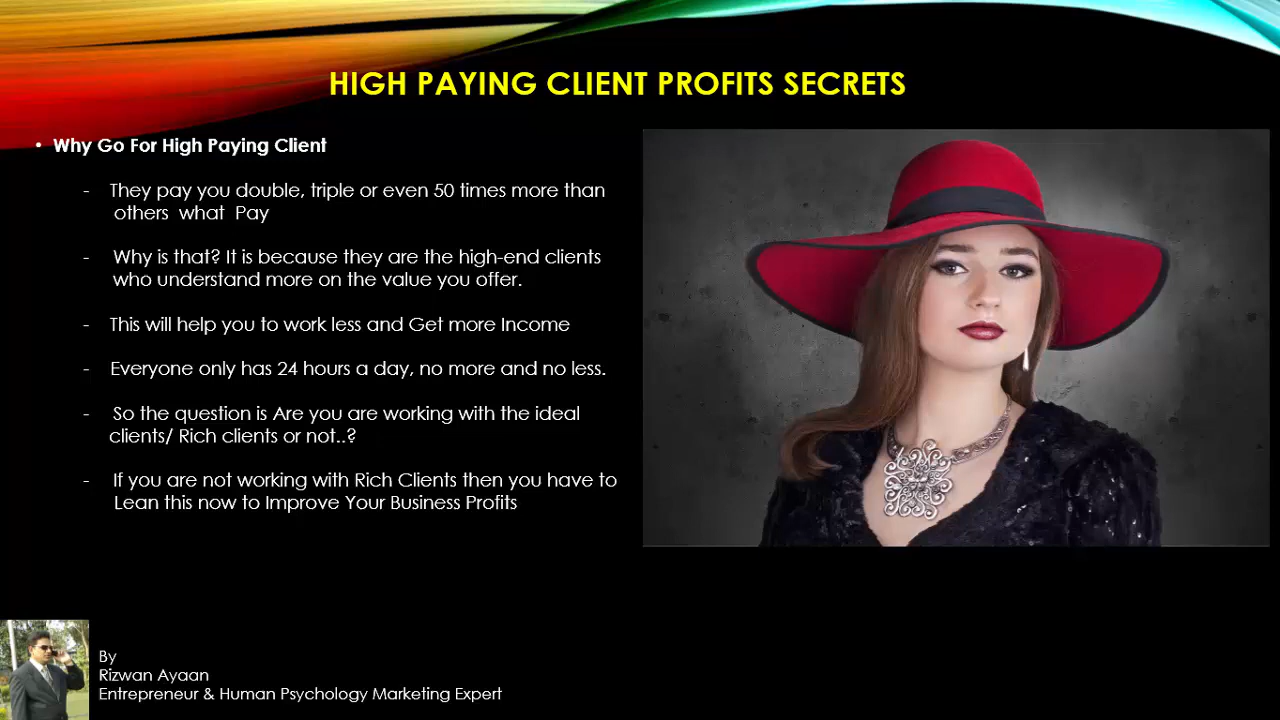 HIGH PAYING CLIENT PROFITS SECRETS
• Why Go For High Paying Client
- They pay you double, triple or even 50 times more than
others what Pay
- Why is that? It is because they are the high-end clients
who understand more on the value you offer.
- This will help you to work less and Get more Income
- Everyone only has 24 hours a day, no more and no less.
- So the question is Are you are working with the ideal
clients/ Rich clients or not..?
- If you are not working with Rich Clients then you have to
Lean this now to Improve Your Business Profits
By
Rizwan Ayaan
Entrepreneur & Human Psychology Marketing Expert